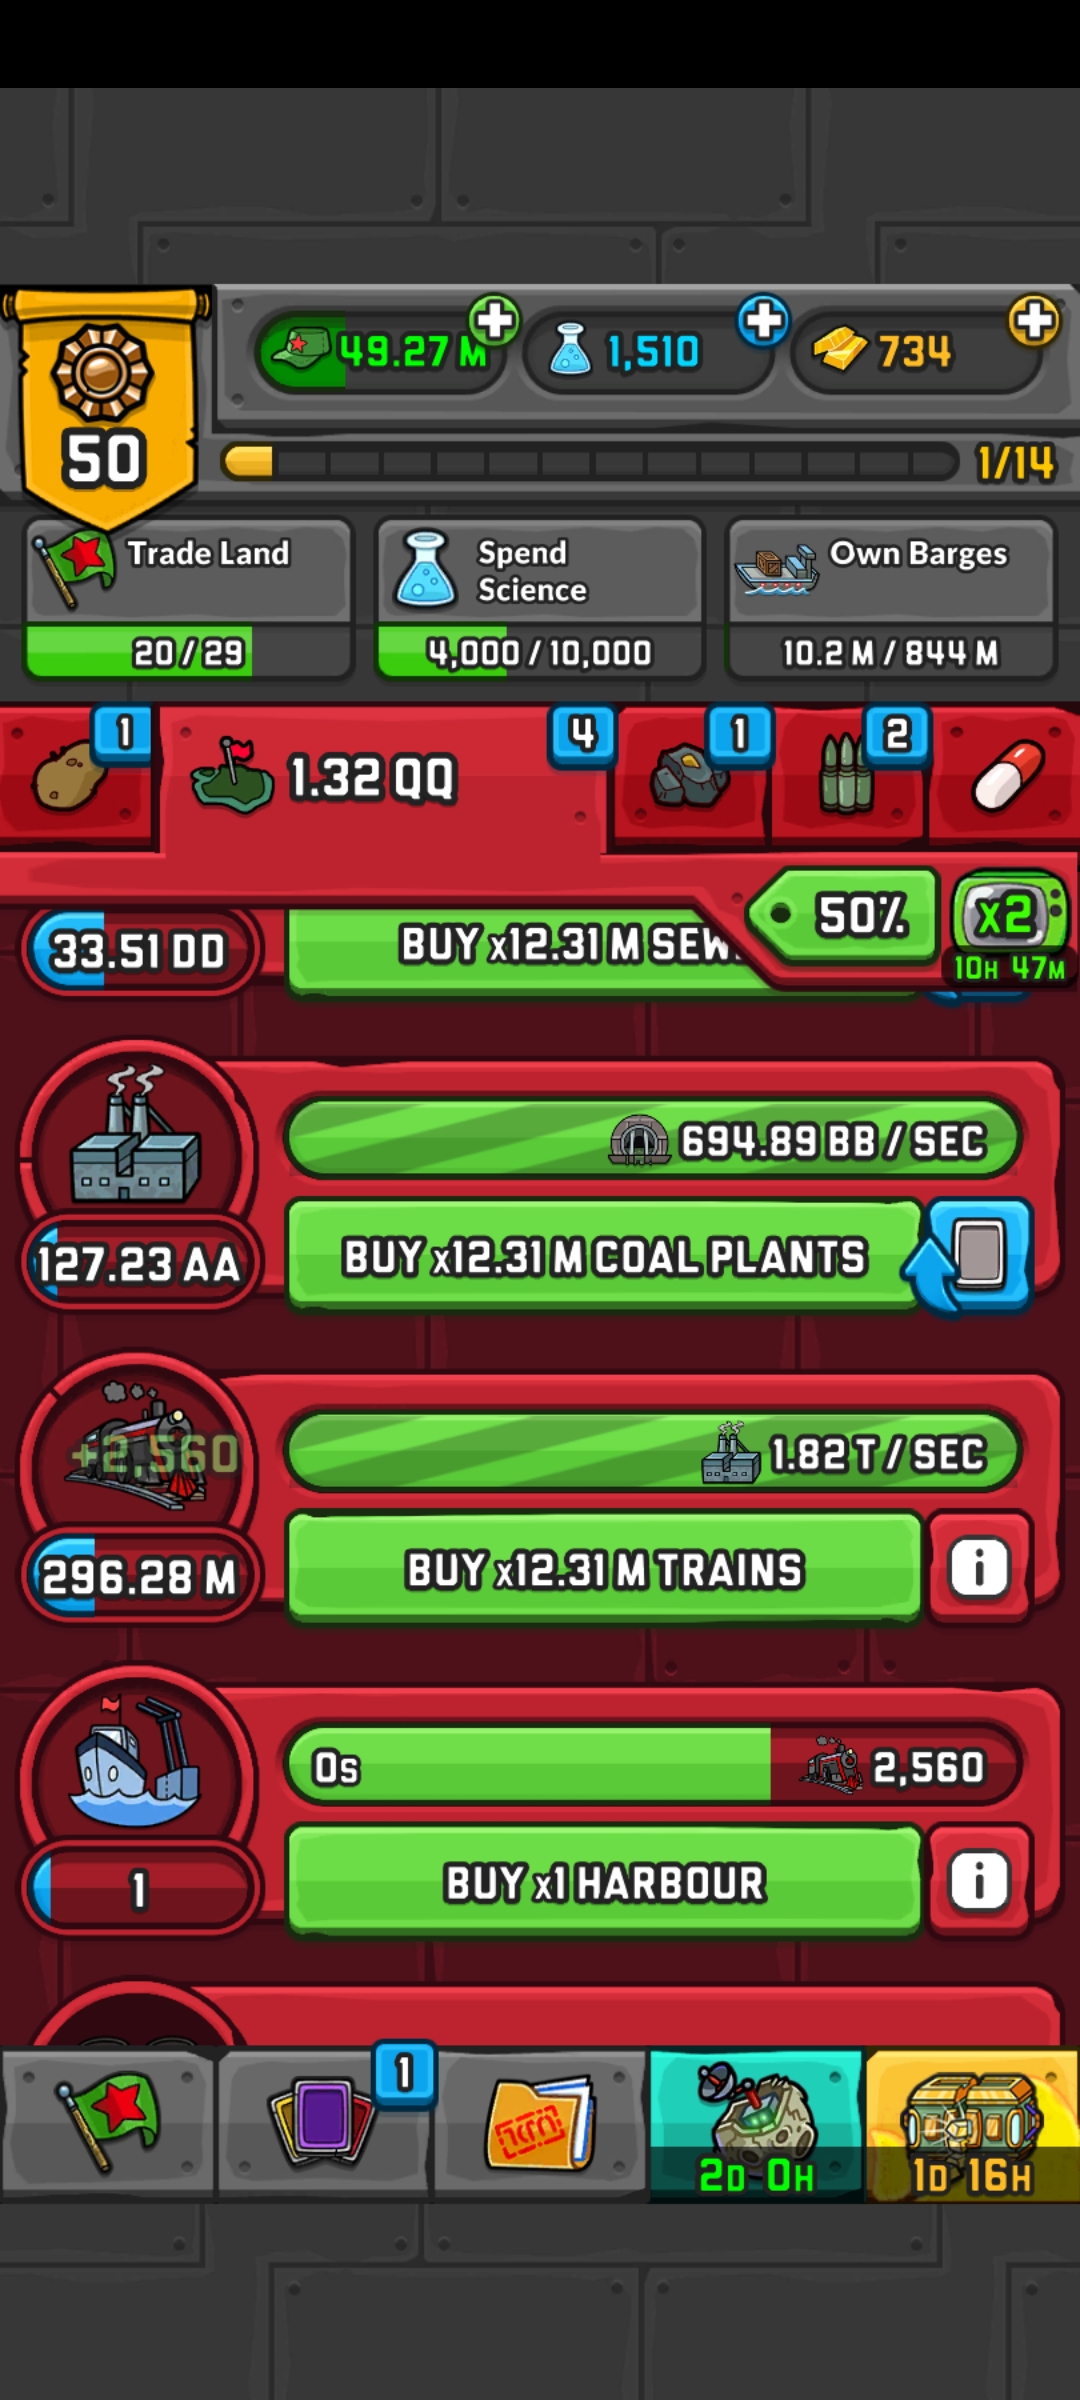 49.27 M
1,510
734
50
1/14
Trade Land
Spend
Science
Own Barges
20 / 29
4,000 / 10,000
10.2 M / 844 M
1
1.32 QQ
4
1
2
50%
x2
10H 47M
33.51 DD
BUY x12.31 M SEW
694.89 BB / SEC
127.23 AA
BUY x12.31 M COAL PLANTS
+2,560
1.82 T / SEC
296.28 M
BUY x12.31 M TRAINS
i
0s
2,560
1
BUY x1 HARBOUR
i
1
2D 0H
1D 16H